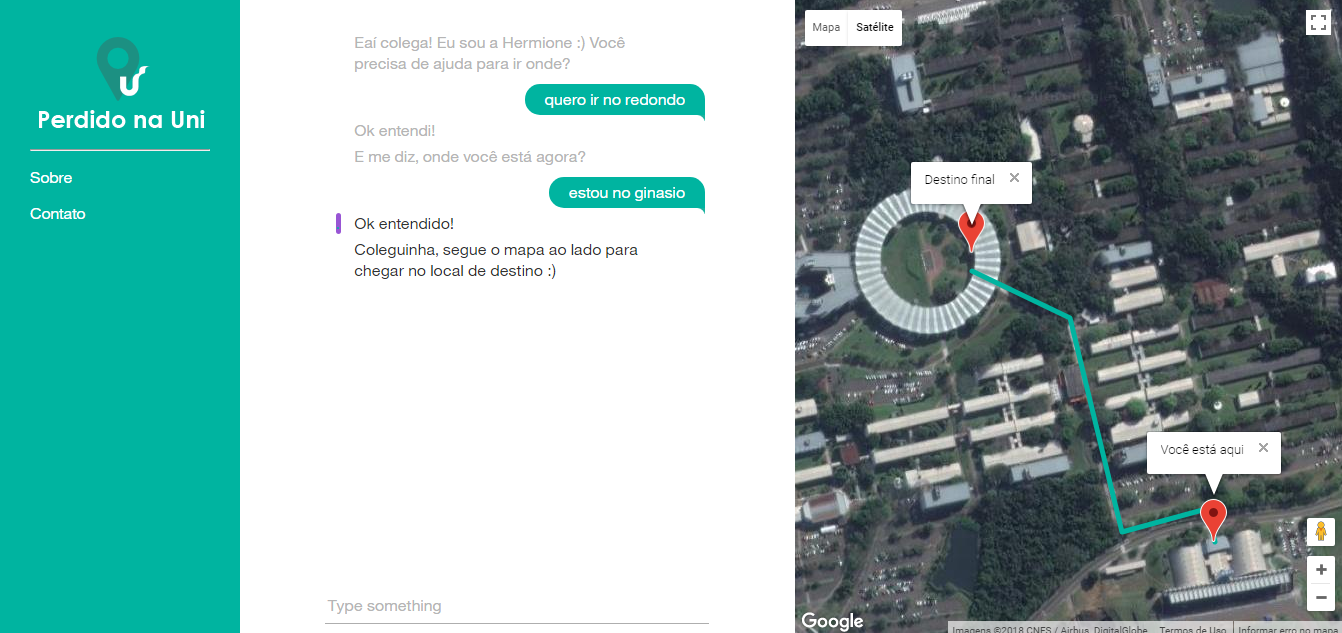 Perdido na Uni
Sobre
Contato
Eaí colega! Eu sou a Hermione :) Você
precisa de ajuda para ir onde?
quero ir no redondo
Ok entendi!
E me diz, onde você está agora?
estou no ginasio
Ok entendido!
Coleguinha, segue o mapa ao lado para
chegar no local de destino :)
Type something
Mapa Satélite
Destino final
Você está aqui
Google
Imagens ©2018 CNES / Airbus, DigitalGlobe Termos de Uso Informar erro no mapa